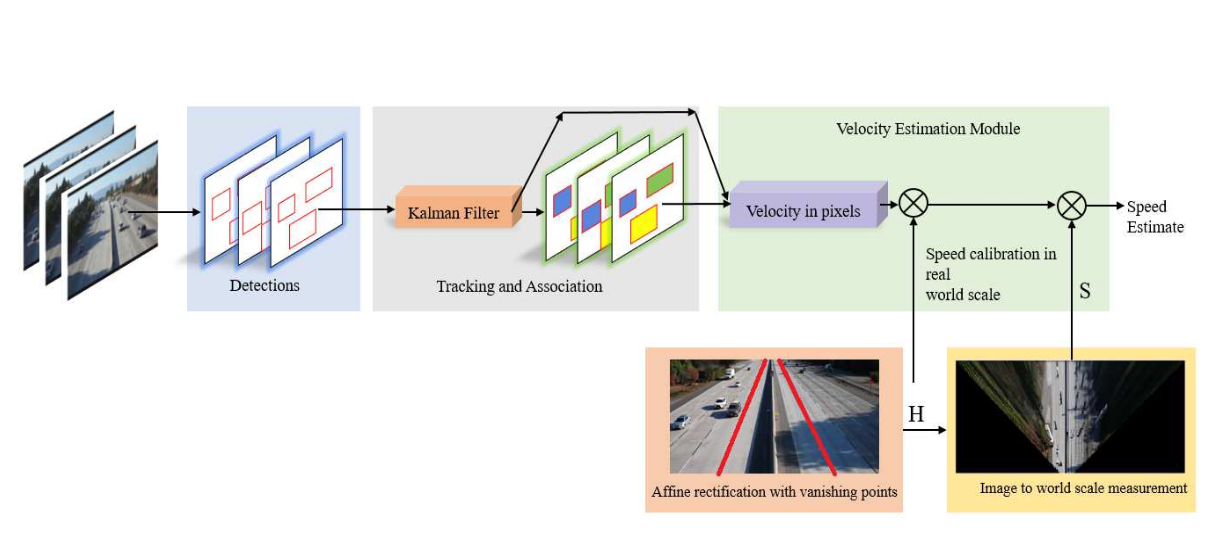 Velocity Estimation Module
Kalman Filter
Velocity in pixels
Speed
Estimate
Detections
Tracking and Association
Speed calibration in
real
world scale
S
H
Affine rectification with vanishing points
Image to world scale measurement